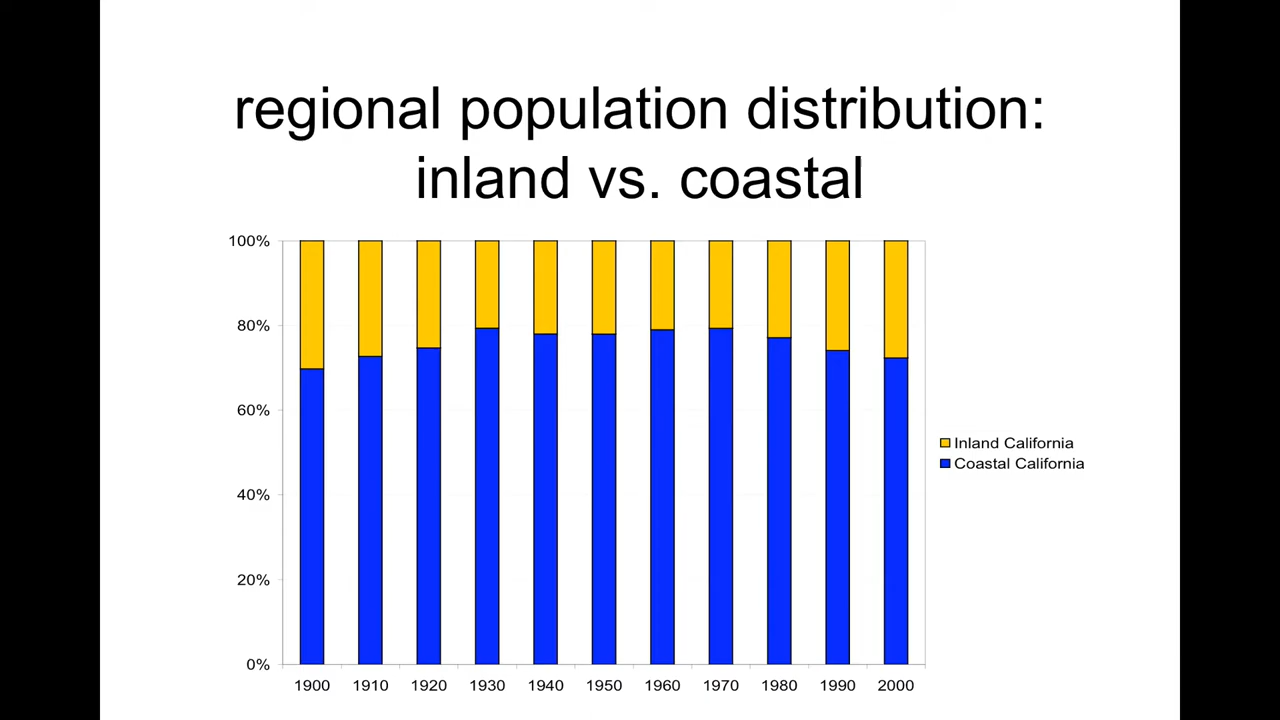 regional population distribution:
inland vs. coastal
100%
80%
60%
40%
20%
0%
1900 1910 1920 1930 1940 1950 1960 1970 1980 1990 2000
Inland California
Coastal California